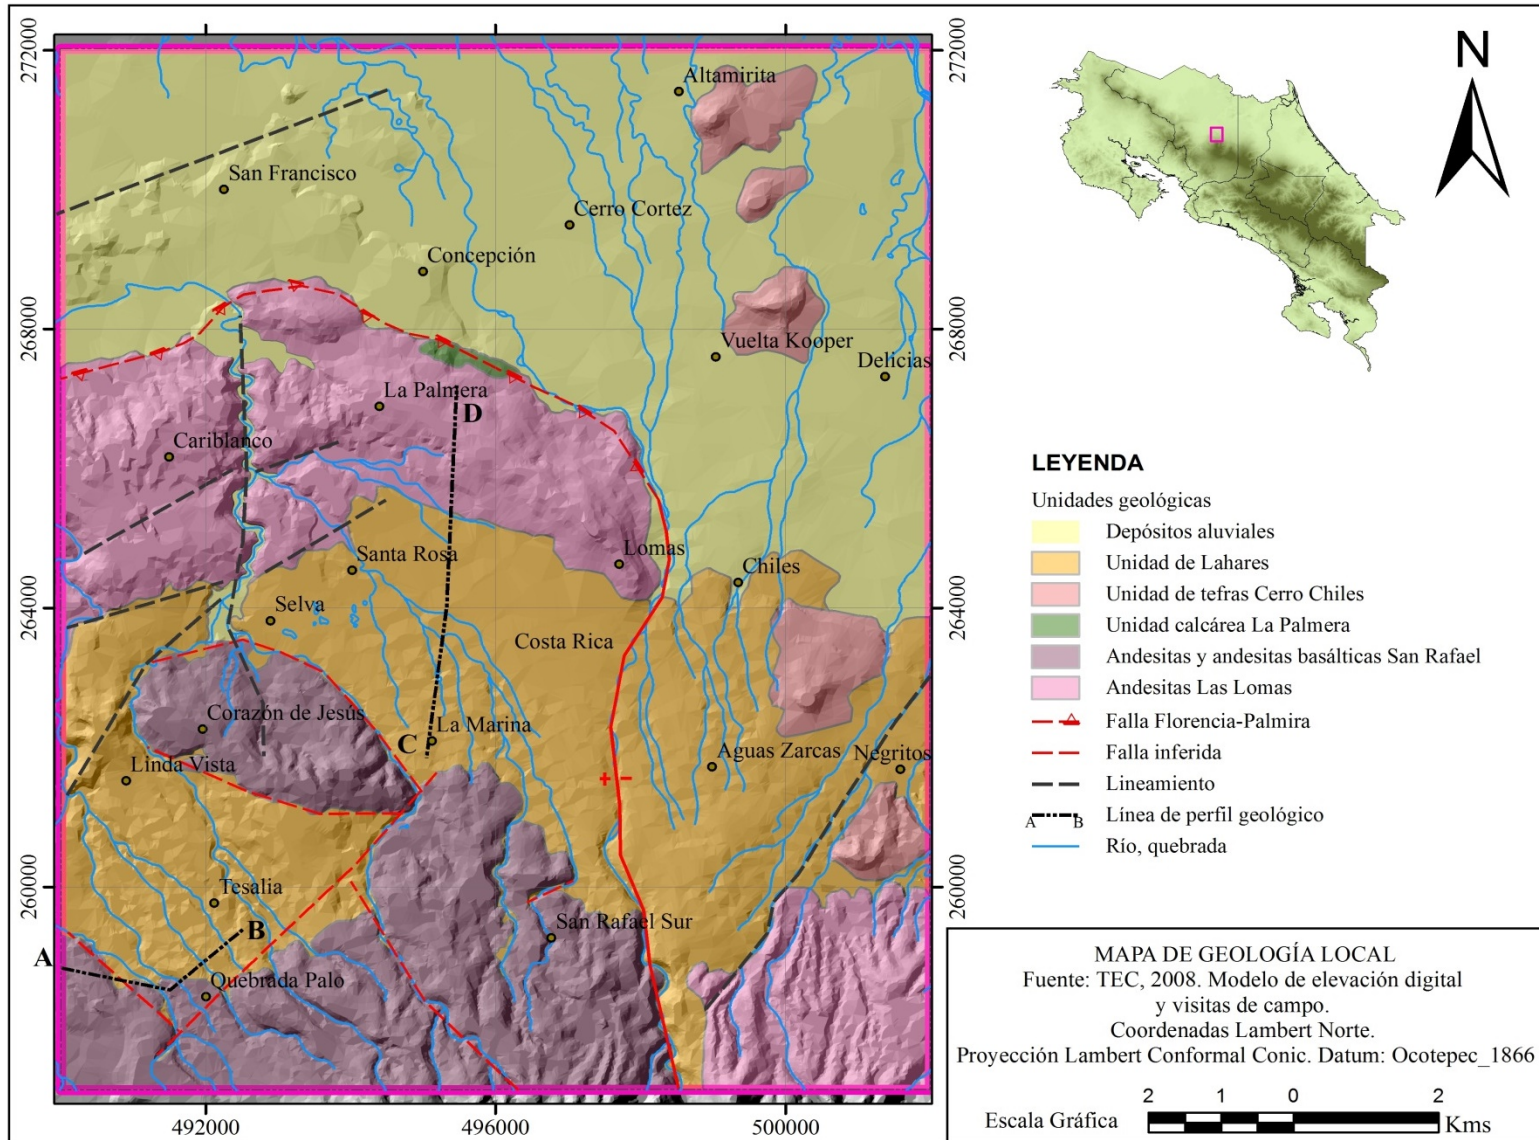 492000
496000
500000
272000
268000
264000
260000
272000
268000
264000
260000
Altamirita
San Francisco
Cerro Cortez
Concepción
Vuelta Kooper
Delicias
La Palmera
D
Cariblanco
Santa Rosa
Lomas
Chiles
Selva
Costa Rica
Corazón de Jesús
La Marina
C
Linda Vista
Aguas Zarcas
Negritos
+ -
Tesalia
B
San Rafael Sur
A
Quebrada Palo
N
LEYENDA
Unidades geológicas
Depósitos aluviales
Unidad de Lahares
Unidad de tefras Cerro Chiles
Unidad calcárea La Palmera
Andesitas y andesitas basálticas San Rafael
Andesitas Las Lomas
Falla Florencia-Palmira
Falla inferida
Lineamiento
A B Línea de perfil geológico
Río, quebrada
MAPA DE GEOLOGÍA LOCAL
Fuente: TEC, 2008. Modelo de elevación digital
y visitas de campo.
Coordenadas Lambert Norte.
Proyección Lambert Conformal Conic. Datum: Ocotepec_1866
Escala Gráfica
2 1 0 2
Kms